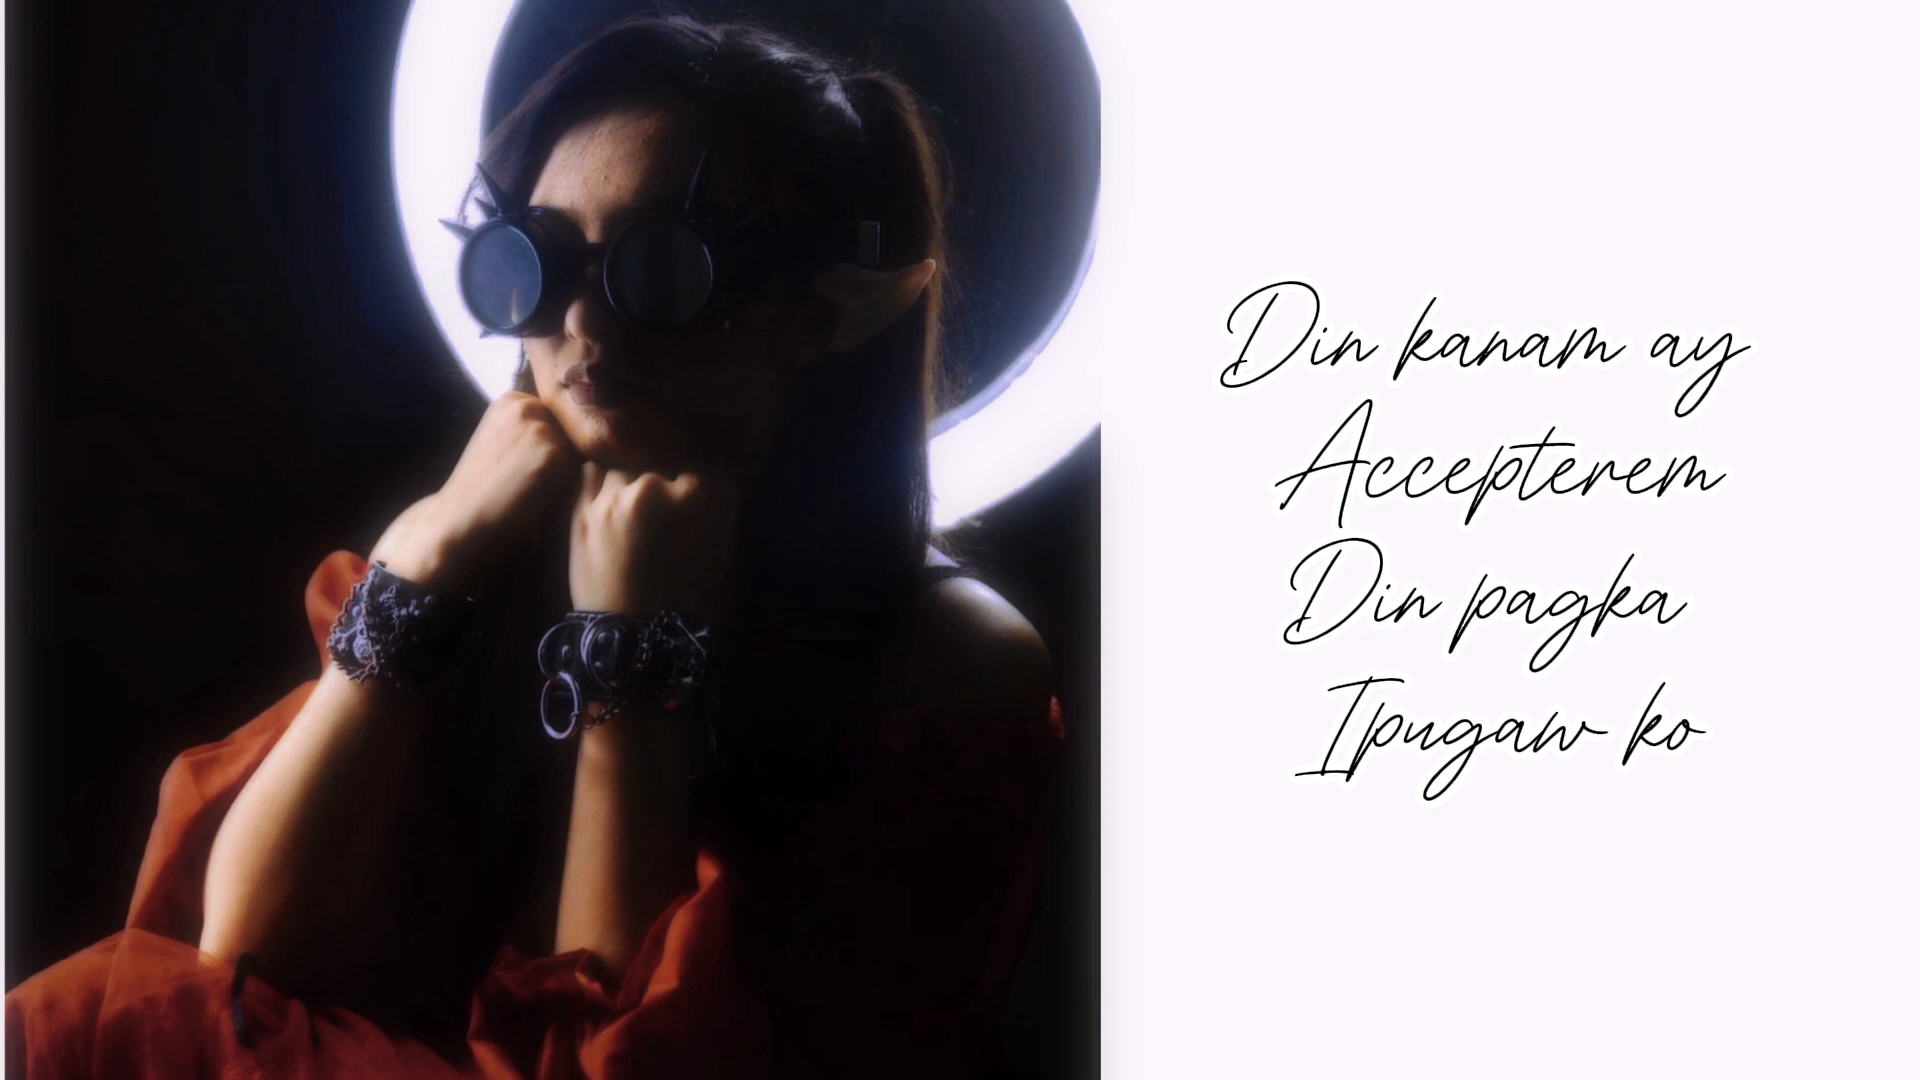 Din kanam ay
Accepterem
Din pagka
Ipugaw ko